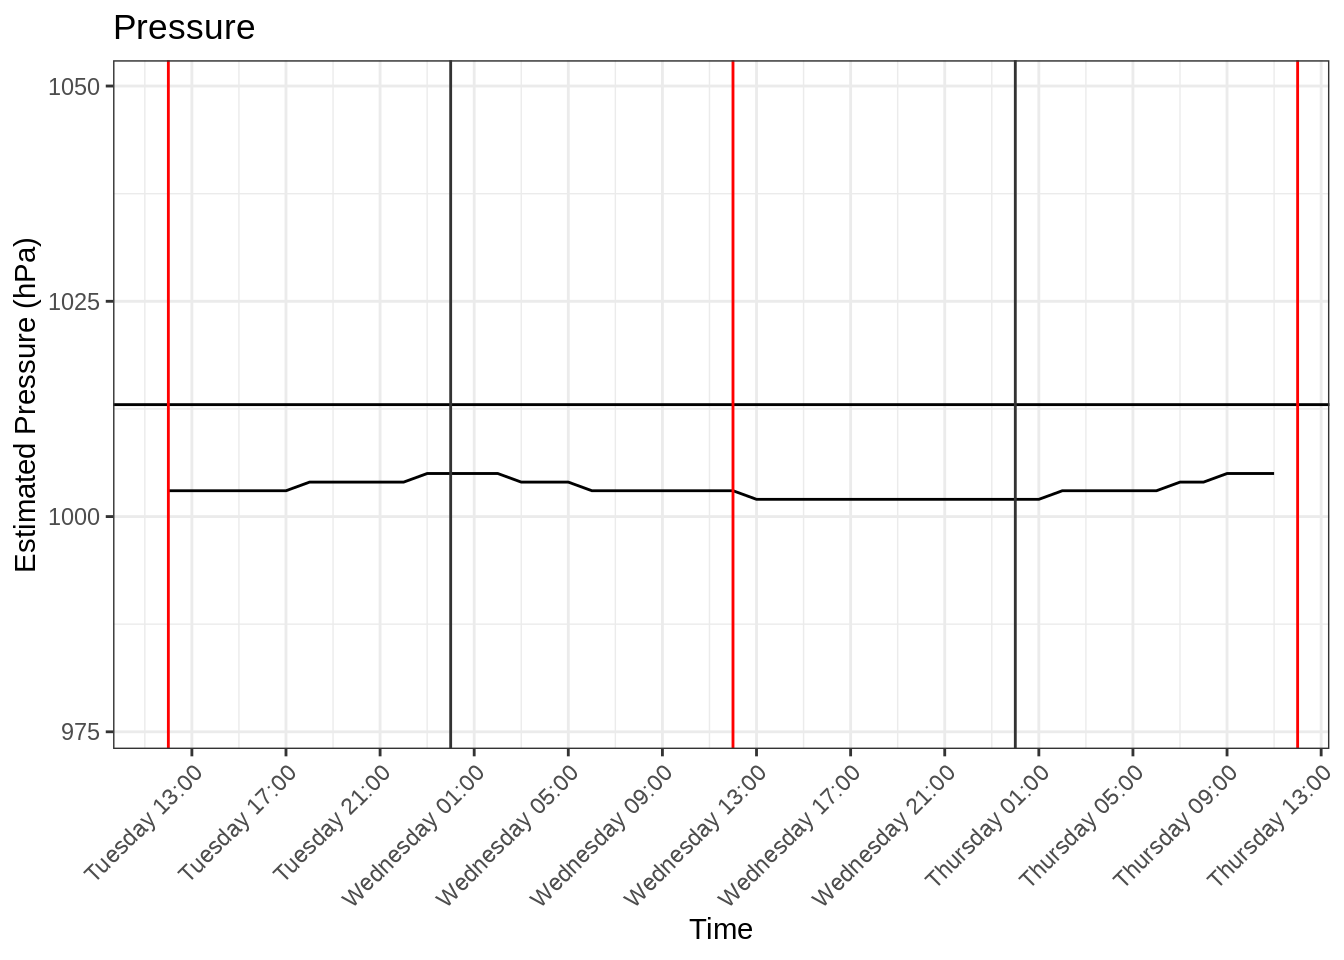 Pressure
Estimated Pressure (hPa)
1050
1025
1000
975
Tuesday 13:00
Tuesday 17:00
Tuesday 21:00
Wednesday 01:00
Wednesday 05:00
Wednesday 09:00
Wednesday 13:00
Wednesday 17:00
Wednesday 21:00
Thursday 01:00
Thursday 05:00
Thursday 09:00
Thursday 13:00
Time